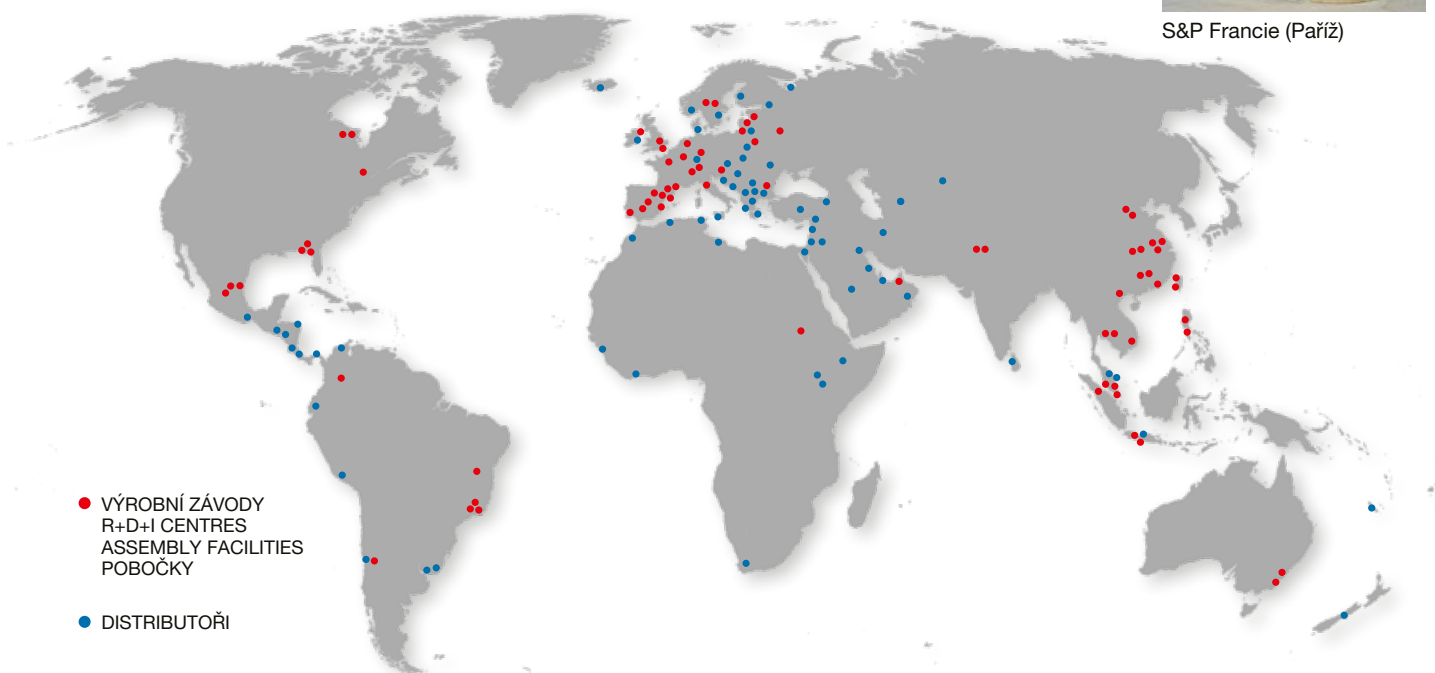 S&P Francie (Paříž)
VÝROBNÍ ZÁVODY
R+D+I CENTRES
ASSEMBLY FACILITIES
POBOČKY
DISTRIBUTOŘI